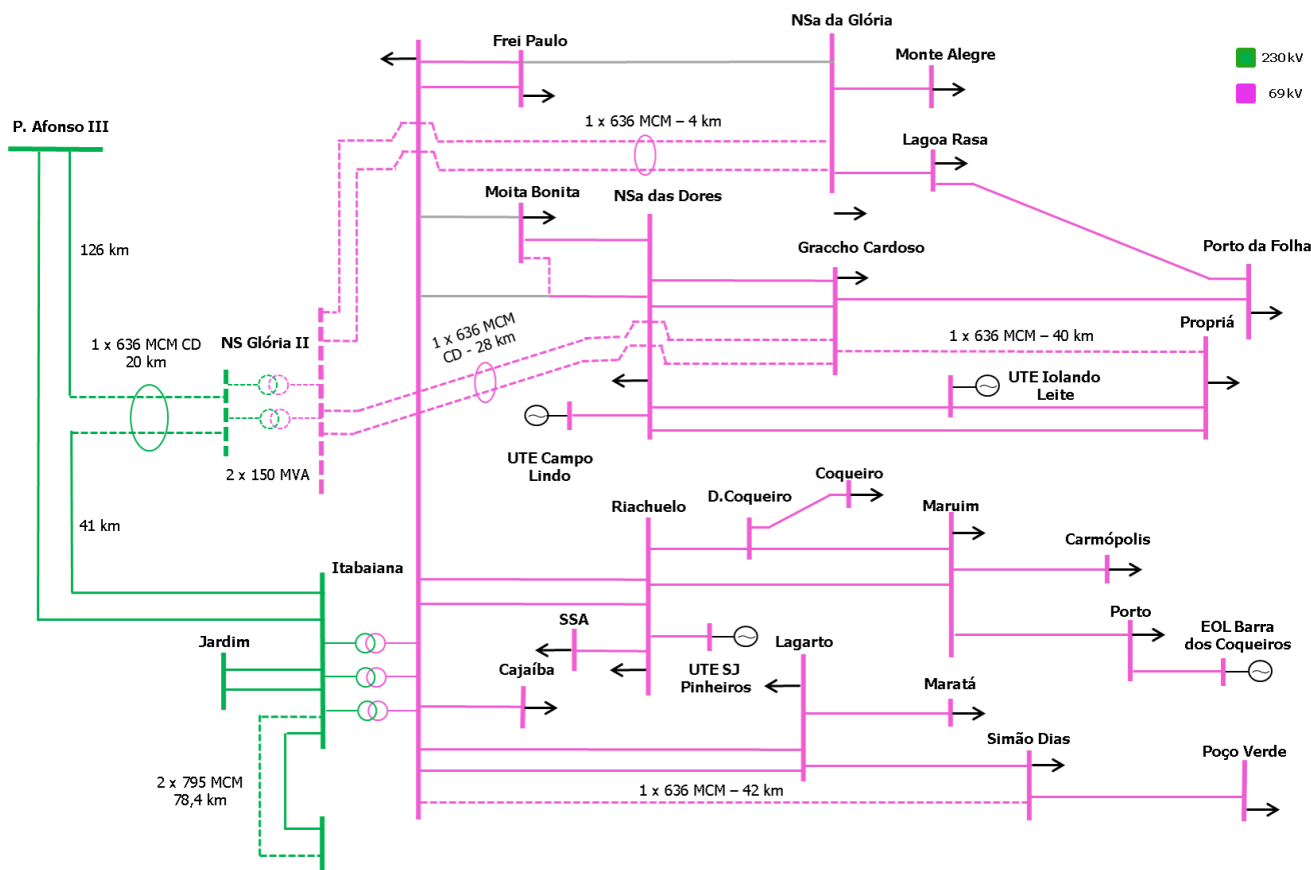 NSa da Glória
Frei Paulo
Monte Alegre
230 kV
69 kV
P. Afonso III
1 x 636 MCM – 4 km
Lagoa Rasa
Moita Bonita
NSa das Dores
126 km
Graccho Cardoso
Porto da Folha
1 x 636 MCM
CD - 28 km
Propriá
1 x 636 MCM CD
20 km
NS Glória II
1 x 636 MCM – 40 km
UTE Iolando
Leite
2 x 150 MVA
UTE Campo
Lindo
Coqueiro
D.Coqueiro
Riachuelo
Maruim
41 km
Carmópolis
Itabaiana
Porto
SSA
EOL Barra
dos Coqueiros
Jardim
Lagarto
Cajaíba
UTE SJ
Pinheiros
Maratá
Simão Dias
Poço Verde
2 x 795 MCM
78,4 km
1 x 636 MCM – 42 km